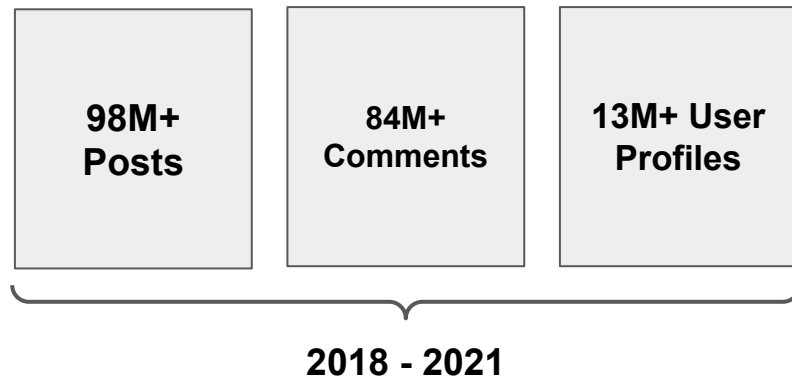 98M+
Posts
84M+
Comments
13M+ User
Profiles
2018 - 2021